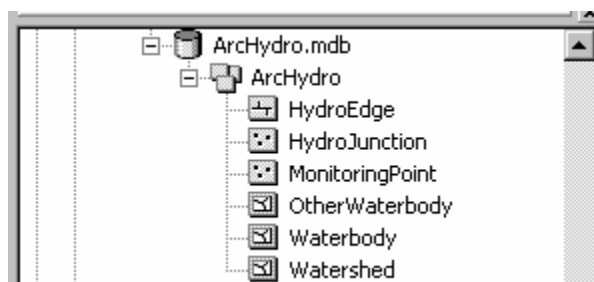 ArcHydro.mdb
ArcHydro
HydroEdge
HydroJunction
MonitoringPoint
OtherWaterbody
Waterbody
Watershed